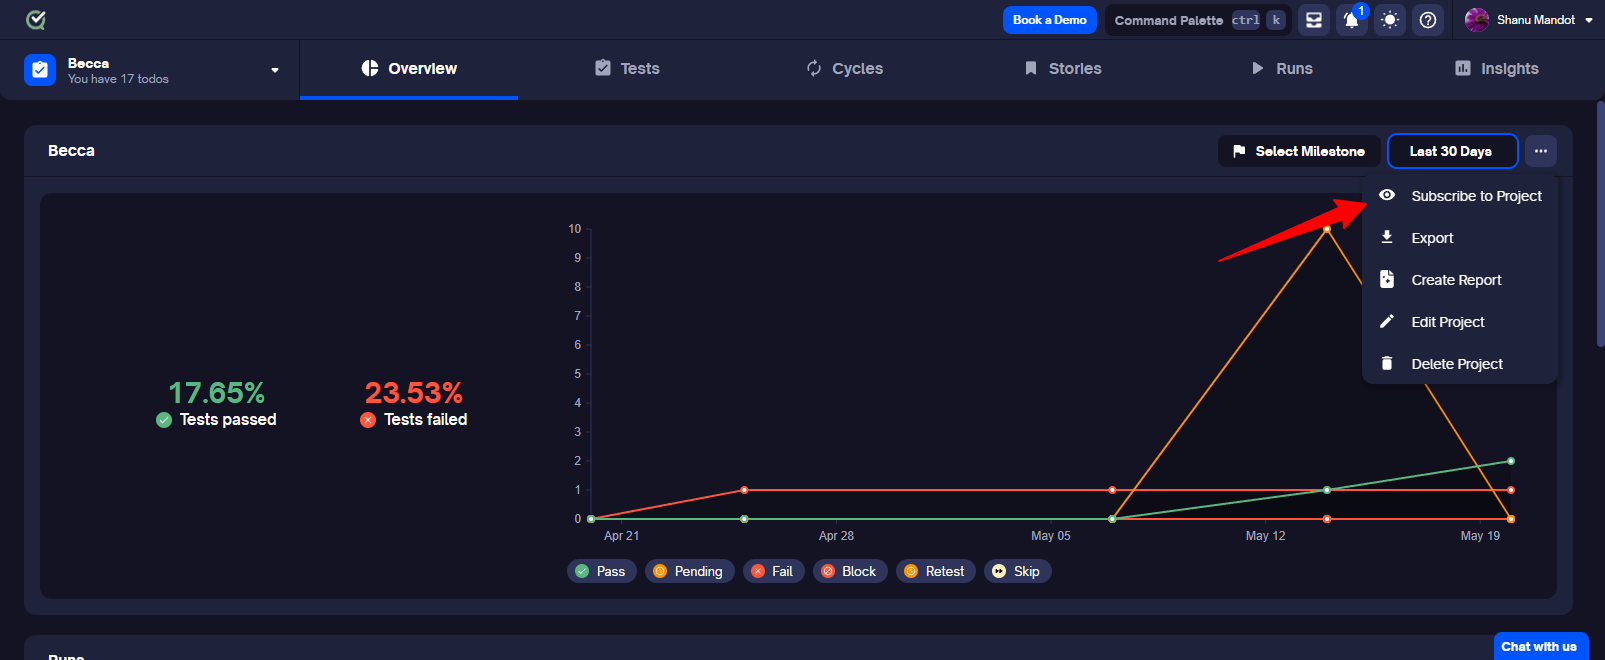 Book a Demo
Command Palette ctrl k
1
Shanu Mandot
Becca
You have 17 todos
Overview
Tests
Cycles
Stories
Runs
Insights
Becca
Select Milestone
Last 30 Days
Subscribe to Project
Export
Create Report
Edit Project
Delete Project
17.65%
Tests passed
23.53%
Tests failed
10
9
8
7
6
5
4
3
2
1
0
Apr 21
Apr 28
May 05
May 12
May 19
Pass
Pending
Fail
Block
Retest
Skip
Runs
Chat with us